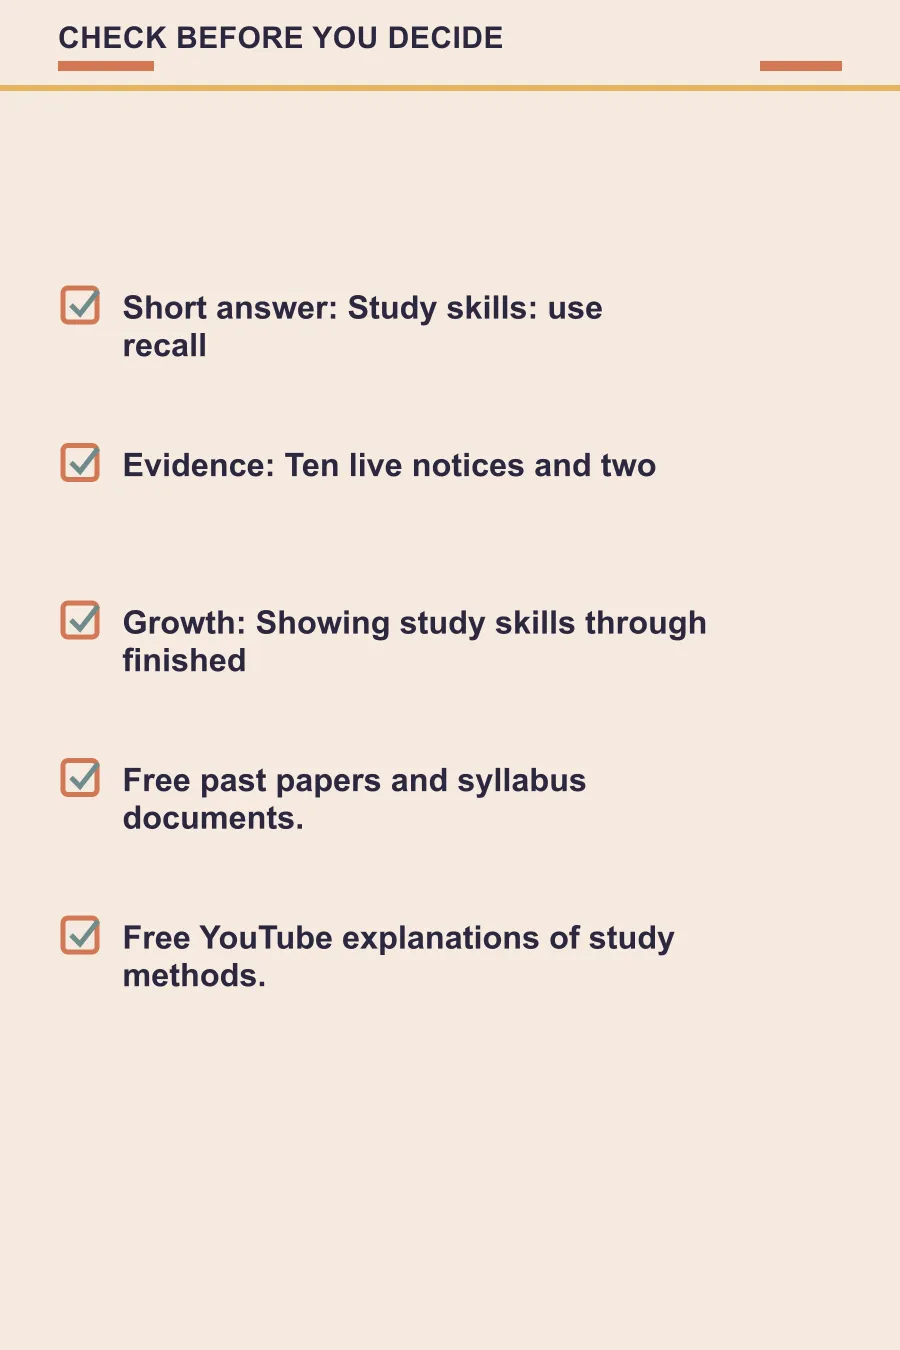 CHECK BEFORE YOU DECIDE
Short answer: Study skills: use
recall
Evidence: Ten live notices and two
Growth: Showing study skills through
finished
Free past papers and syllabus
documents.
Free YouTube explanations of study
methods.